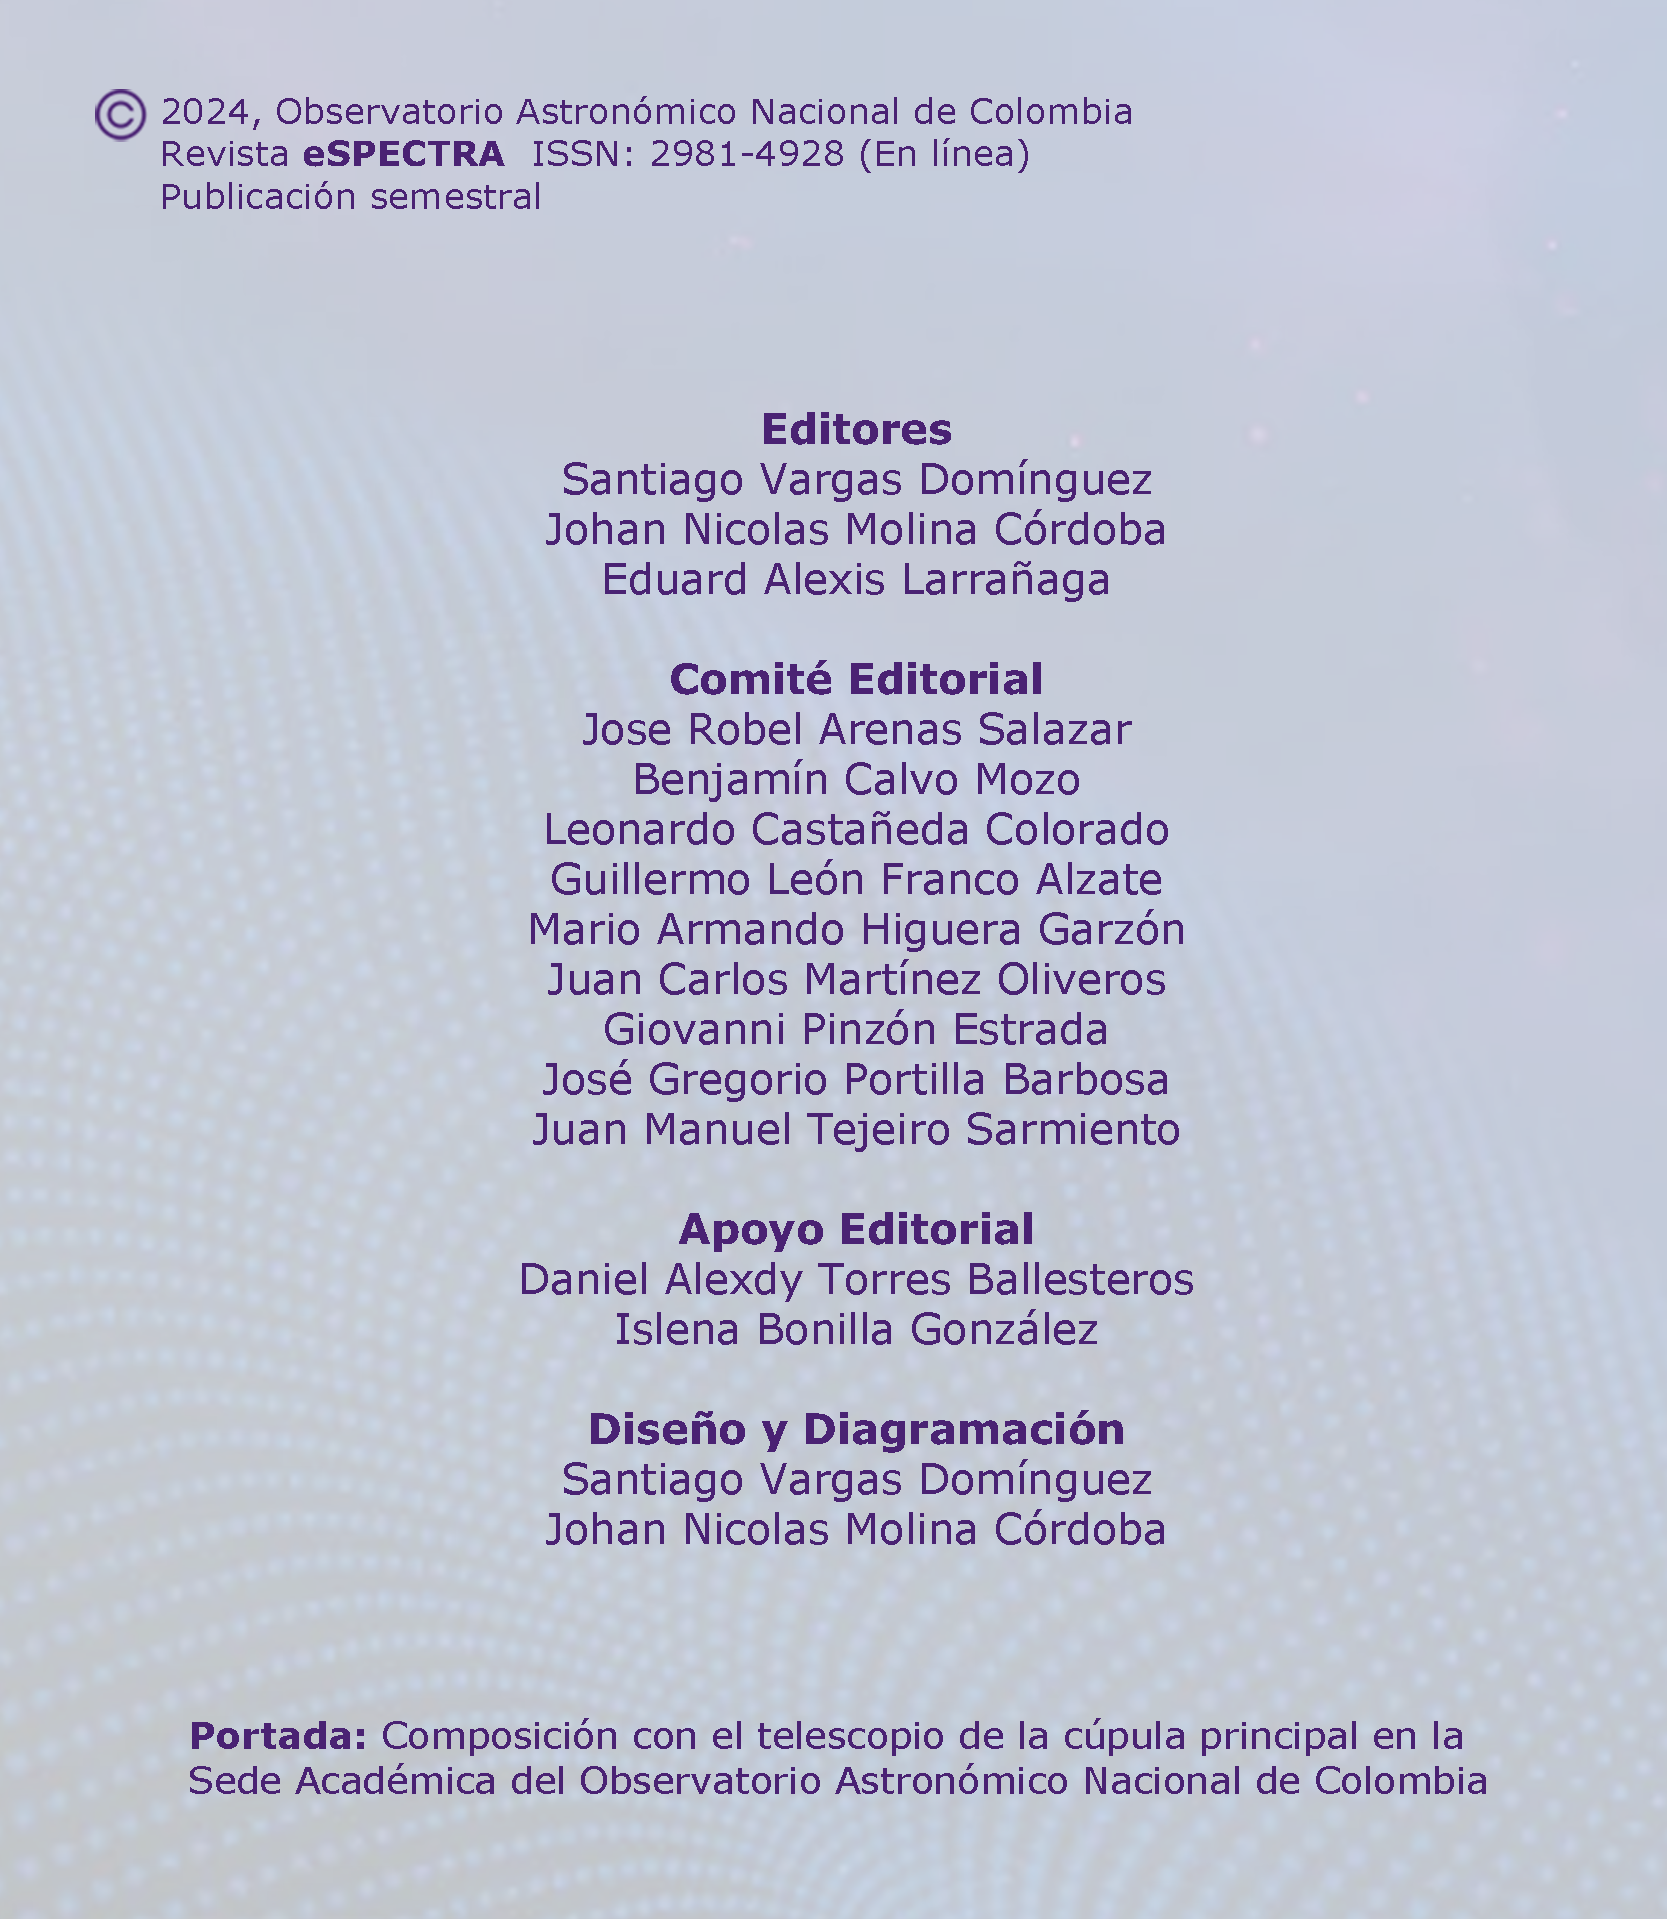 © 2024, Observatorio Astronómico Nacional de Colombia
Revista eSPECTRA ISSN: 2981-4928 (En línea)
Publicación semestral
Editores
Santiago Vargas Domínguez
Johan Nicolas Molina Córdoba
Eduard Alexis Larrañaga
Comité Editorial
Jose Robel Arenas Salazar
Benjamín Calvo Mozo
Leonardo Castañeda Colorado
Guillermo León Franco Alzate
Mario Armando Higuera Garzón
Juan Carlos Martínez Oliveros
Giovanni Pinzón Estrada
José Gregorio Portilla Barbosa
Juan Manuel Tejeiro Sarmiento
Apoyo Editorial
Daniel Alexdy Torres Ballesteros
Islena Bonilla González
Diseño y Diagramación
Santiago Vargas Domínguez
Johan Nicolas Molina Córdoba
Portada: Composición con el telescopio de la cúpula principal en la
Sede Académica del Observatorio Astronómico Nacional de Colombia